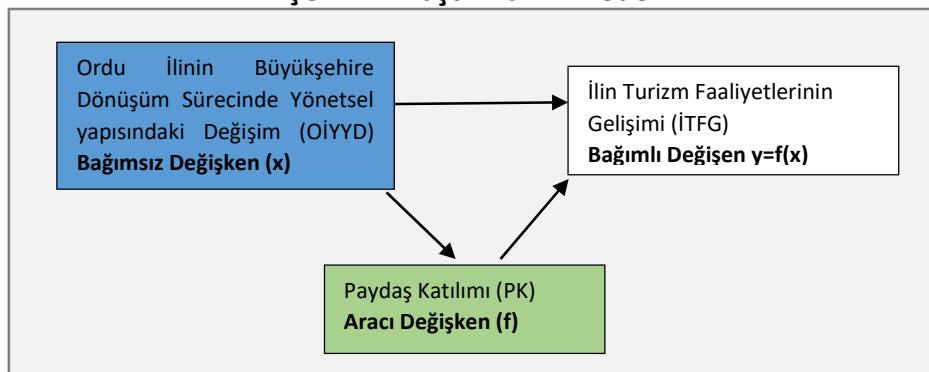 Ordu İlinin Büyükşehire
Dönüşüm Sürecinde Yönetsel
yapısındaki Değişim (OİYYD)
Bağımsız Değişken (x)
İlin Turizm Faaliyetlerinin
Gelişimi (İTFG)
Bağımlı Değişen y=f(x)
Paydaş Katılımı (PK)
Aracı Değişken (f)